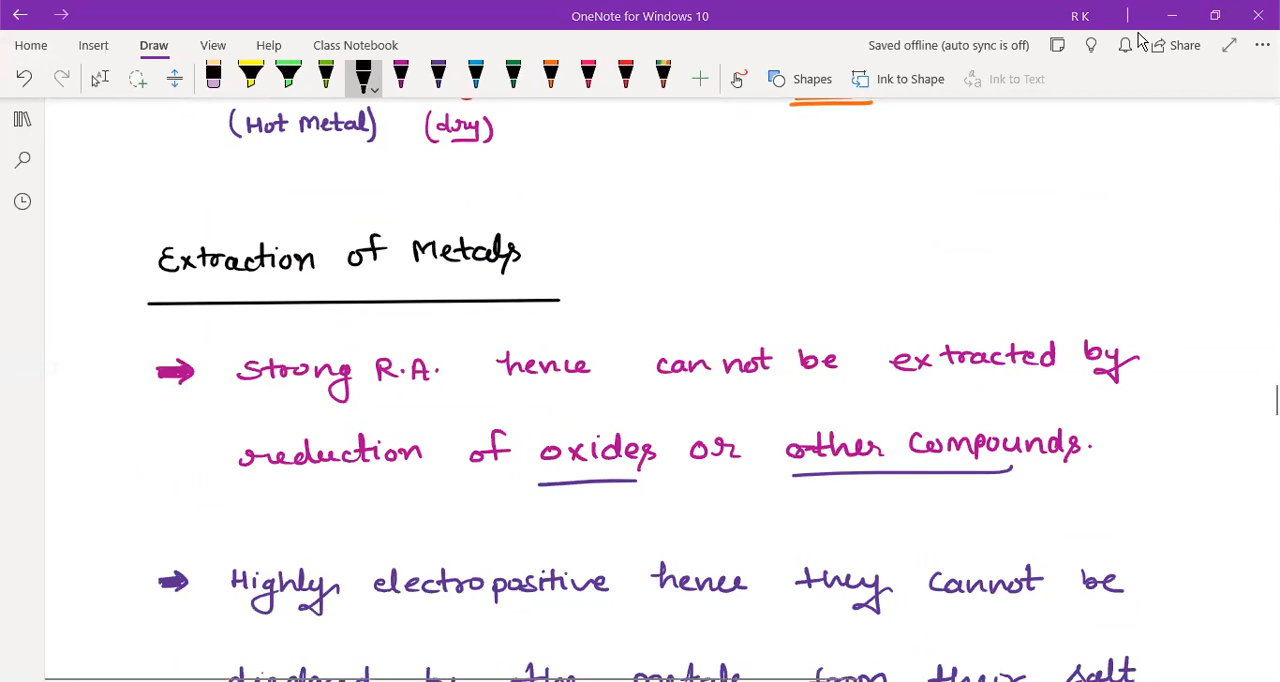 OneNote for Windows 10
R K
Home Insert Draw View Help Class Notebook
Saved offline (auto sync is off) Share
Shapes Ink to Shape Ink to Text
(Hot Metal) (dry)
Extraction of Metals
Strong R.A. hence can not be extracted by
reduction of oxides or other compounds.
Highly electropositive hence they cannot be
their salt